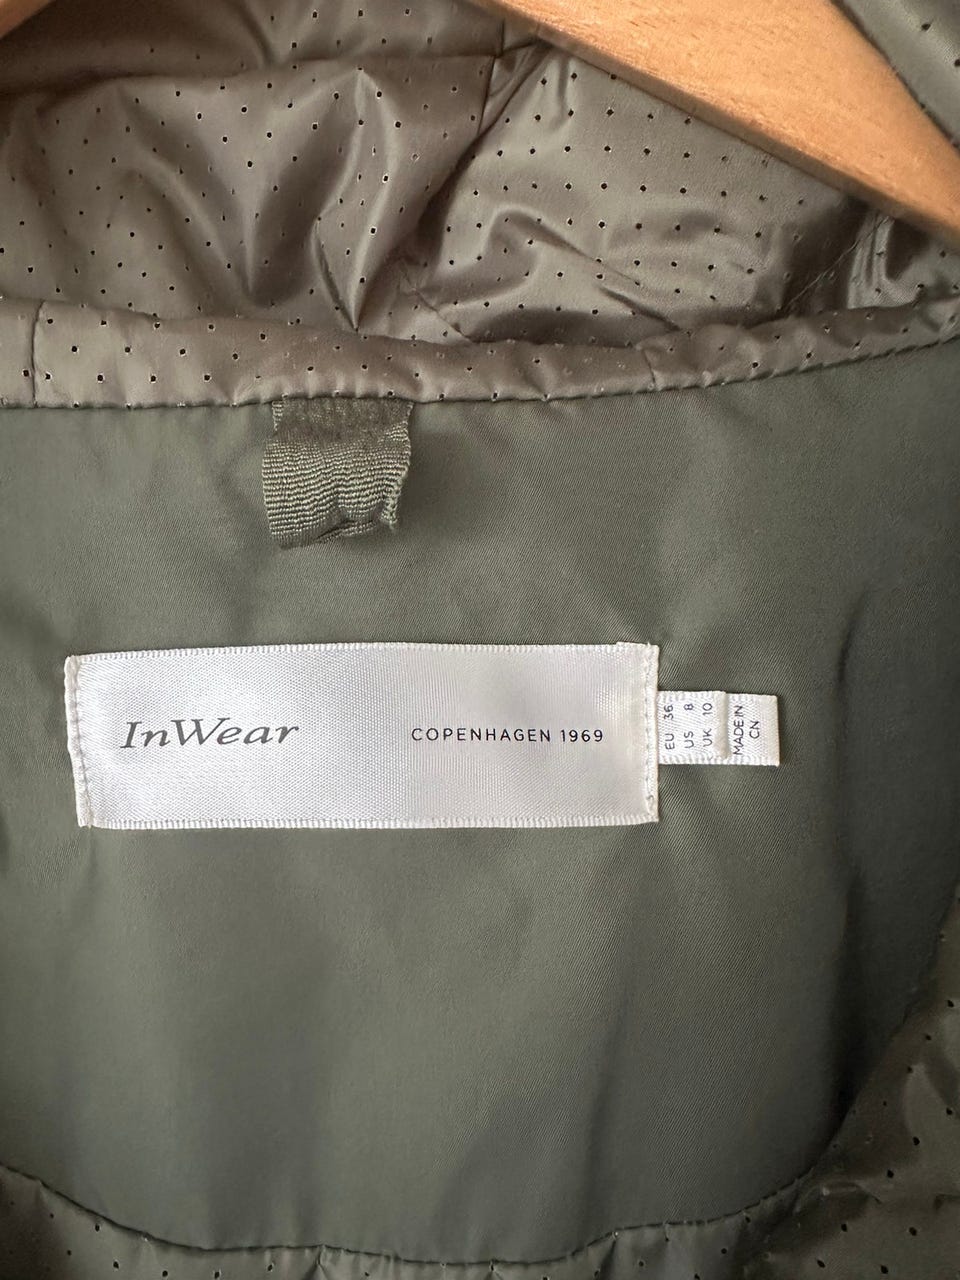 InWear COPENHAGEN 1969
EU 36
US 8
UK 10
MADE IN
CN